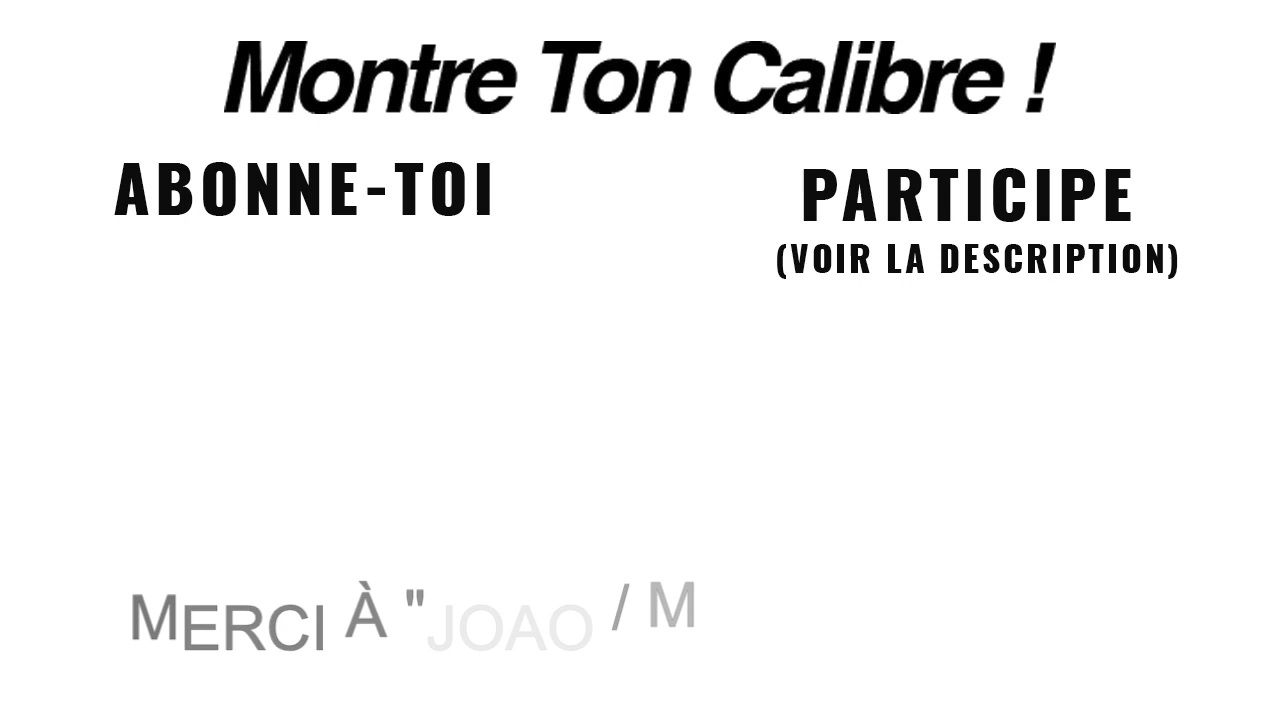 Montre Ton Calibre !
ABONNE-TOI
PARTICIPE
(VOIR LA DESCRIPTION)
MERCI À "JOAO / M